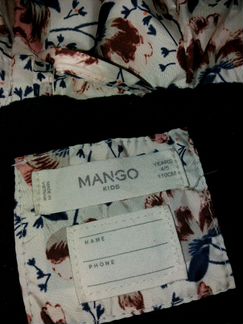 MANGO
KIDS
YEARS
4/5
110CM
NAME
PHONE